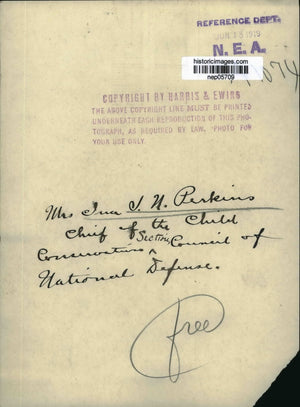 REFERENCE DEPT.
JUN 13 1919
N. E. A.
historicimages.com
nep05709
COPYRIGHT BY HARRIS & EWING
THE ABOVE COPYRIGHT LINE MUST BE PRINTED
UNDERNEATH EACH REPRODUCTION OF THIS PHO-
TOGRAPH, AS REQUIRED BY LAW. PHOTO FOR
YOUR USE ONLY
Mrs Ina J. N. Perkins
Chief of the Child
Conservation Section, Council of
National Defense.
free